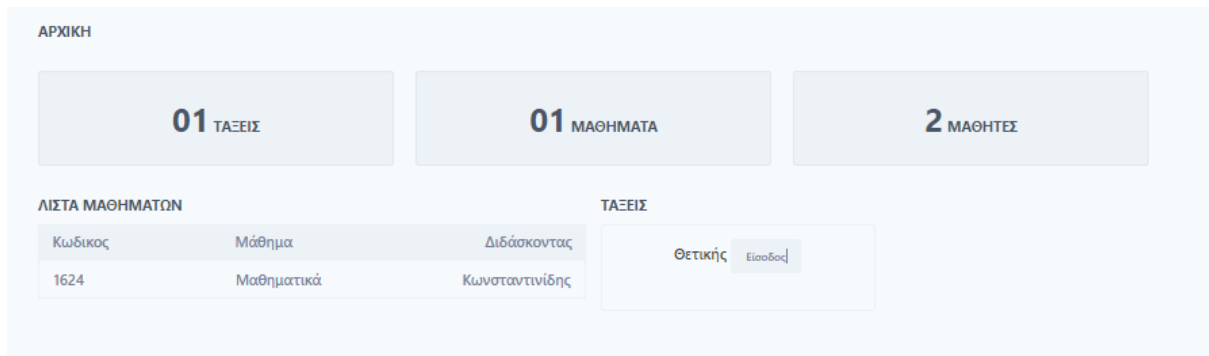 ΑΡΧΙΚΗ
01 ΤΑΞΕΙΣ 01 ΜΑΘΗΜΑΤΑ 2 ΜΑΘΗΤΕΣ
ΛΙΣΤΑ ΜΑΘΗΜΑΤΩΝ
Κωδικος Μάθημα Διδάσκοντας
1624 Μαθηματικά Κωνσταντινίδης
ΤΑΞΕΙΣ
Θετικής Είσοδος